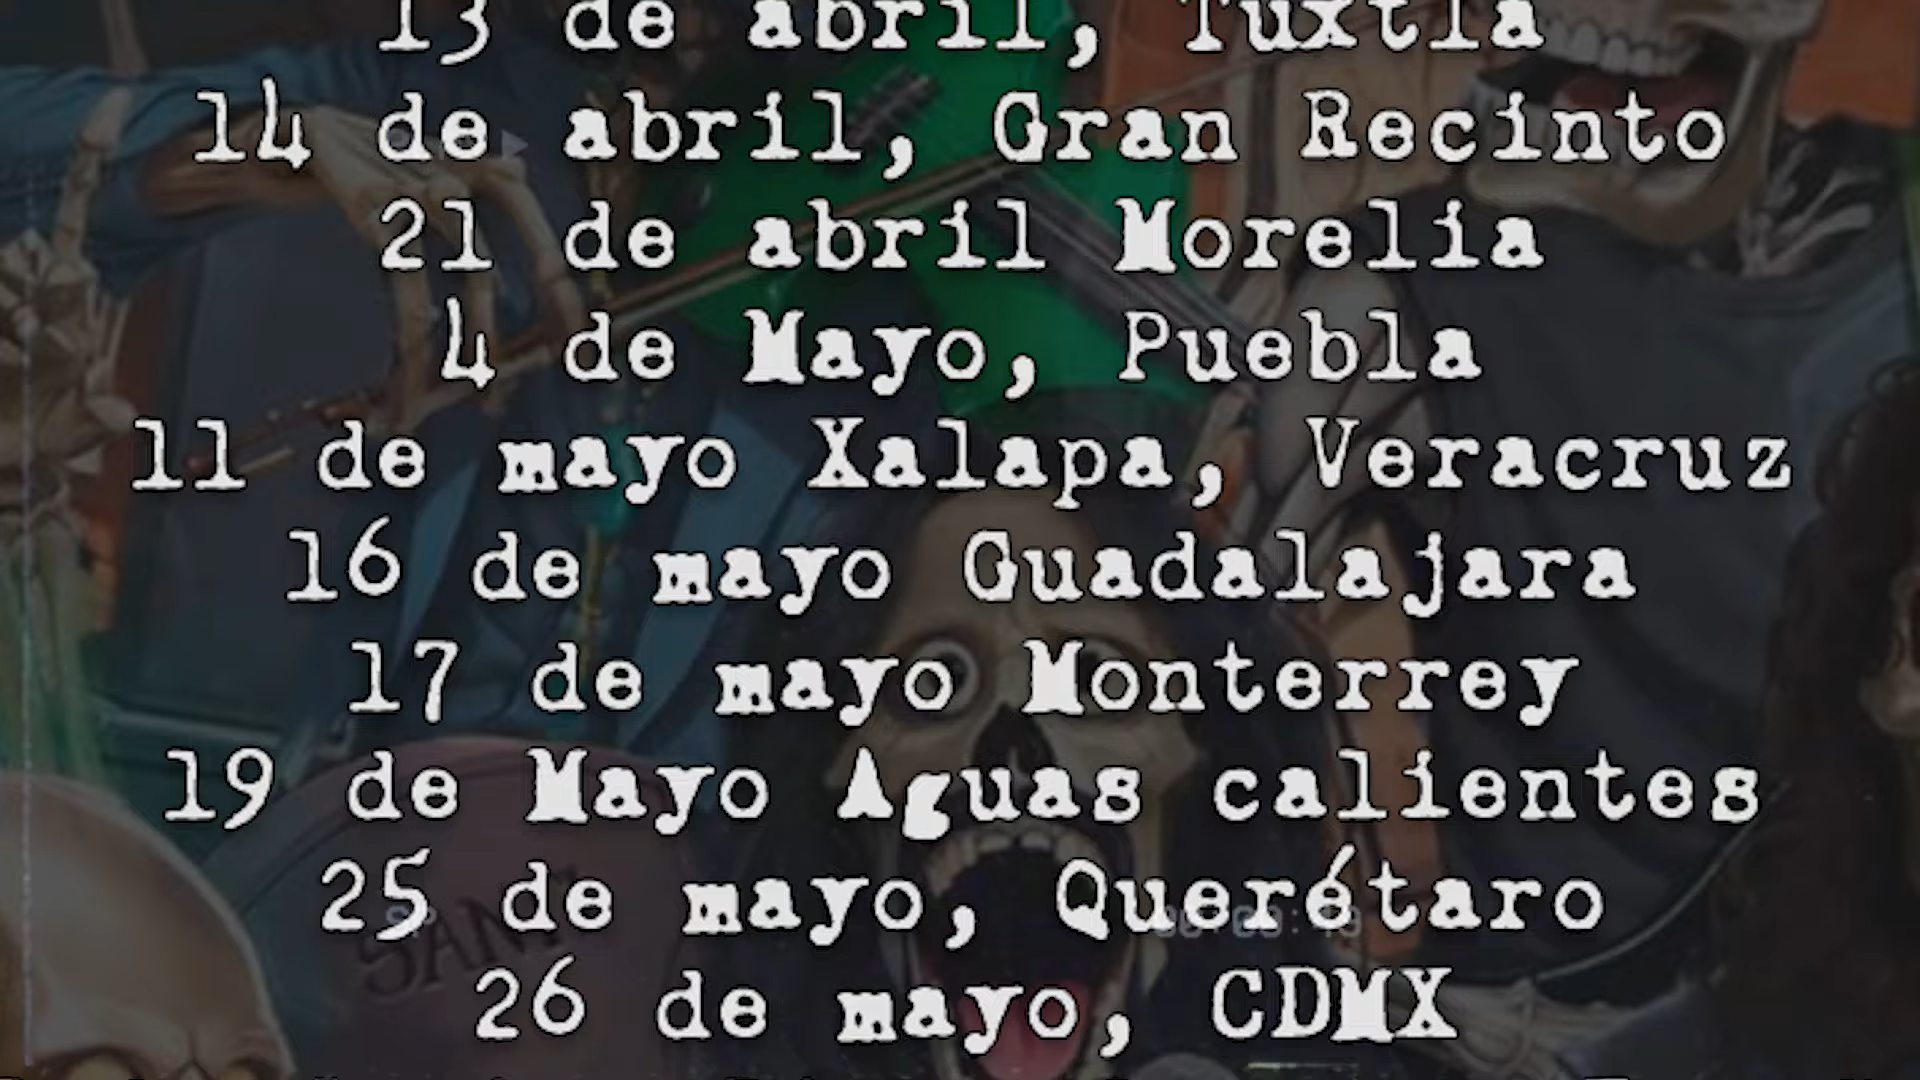 13 de abril, Tuxtla
14 de abril, Gran Recinto
21 de abril Morelia
4 de Mayo, Puebla
11 de mayo Xalapa, Veracruz
16 de mayo Guadalajara
17 de mayo Monterrey
19 de Mayo Aguas calientes
25 de mayo, Querétaro
26 de mayo, CDMX